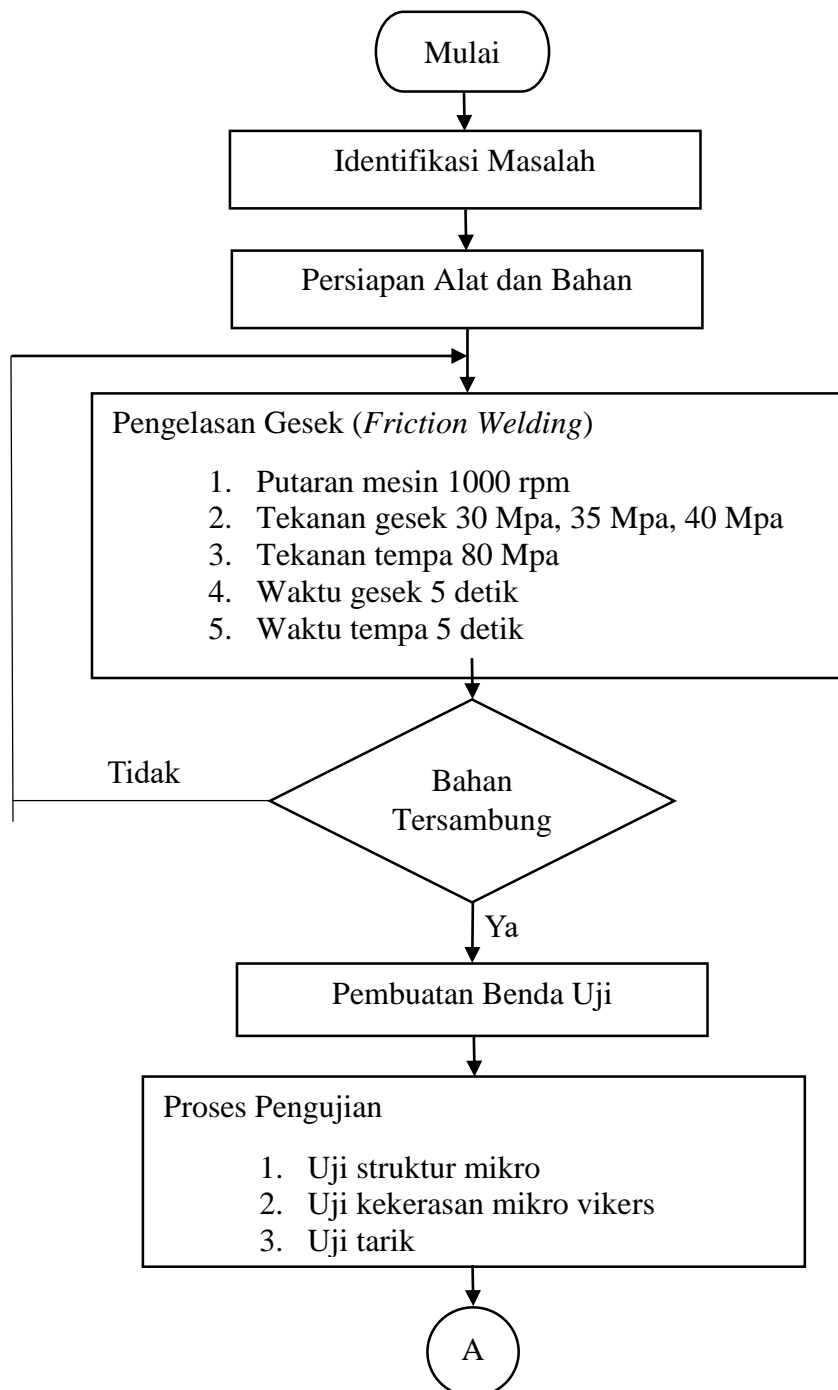 Mulai
Identifikasi Masalah
Persiapan Alat dan Bahan
Pengelasan Gesek (Friction Welding)
1. Putaran mesin 1000 rpm
2. Tekanan gesek 30 Mpa, 35 Mpa, 40 Mpa
3. Tekanan tempa 80 Mpa
4. Waktu gesek 5 detik
5. Waktu tempa 5 detik
Tidak
Bahan
Tersambung
Ya
Pembuatan Benda Uji
Proses Pengujian
1. Uji struktur mikro
2. Uji kekerasan mikro vikers
3. Uji tarik
A